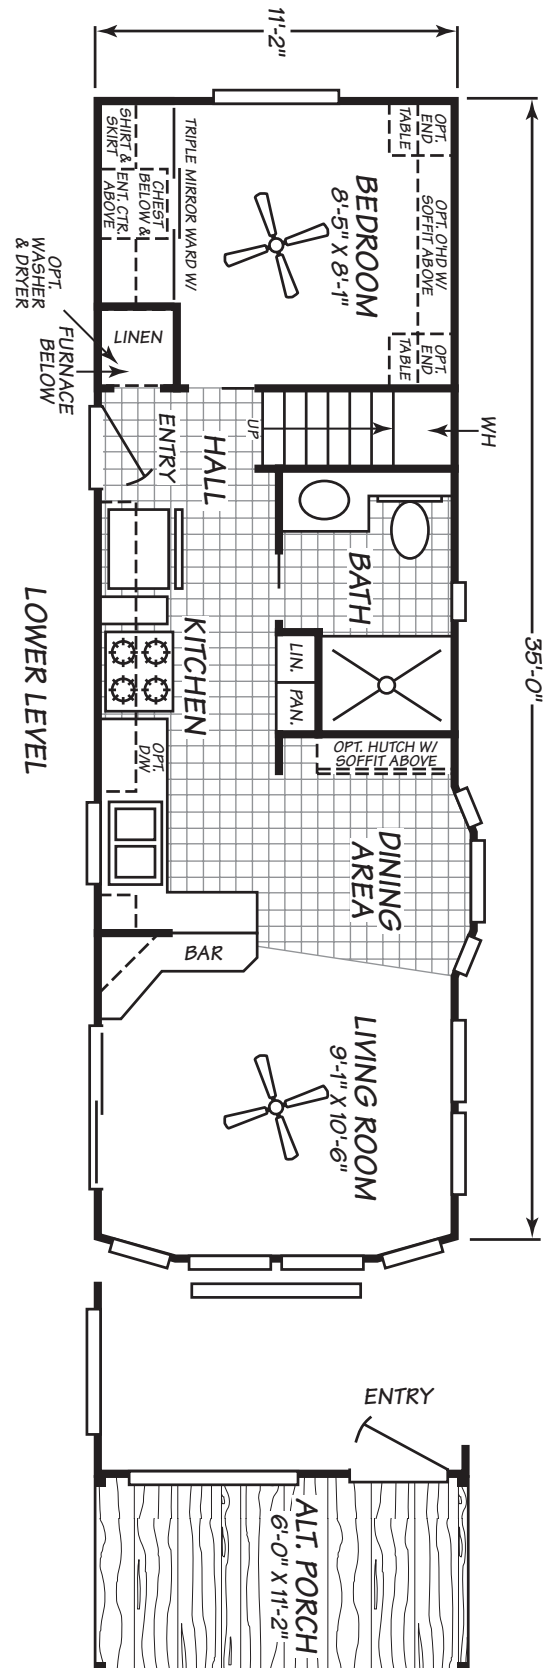 11'-2"
35'-0"
OPT.
END
TABLE
OPT. O'HD W/
SOFFIT ABOVE
OPT.
END
TABLE
BEDROOM
8'-5" X 8'-1"
TRIPLE MIRROR WARD W/
CHEST
BELOW &
ENT. CTR.
ABOVE
SHIRT &
SKIRT
LINEN
OPT.
WASHER
& DRYER
FURNACE
BELOW
WH
UP
HALL
ENTRY
BATH
KITCHEN
LIN.
PAN.
OPT. HUTCH W/
SOFFIT ABOVE
OPT.
D/W
DINING
AREA
BAR
LIVING ROOM
9'-1" X 10'-6"
LOWER LEVEL
ENTRY
ALT. PORCH
6'-0" X 11'-2"